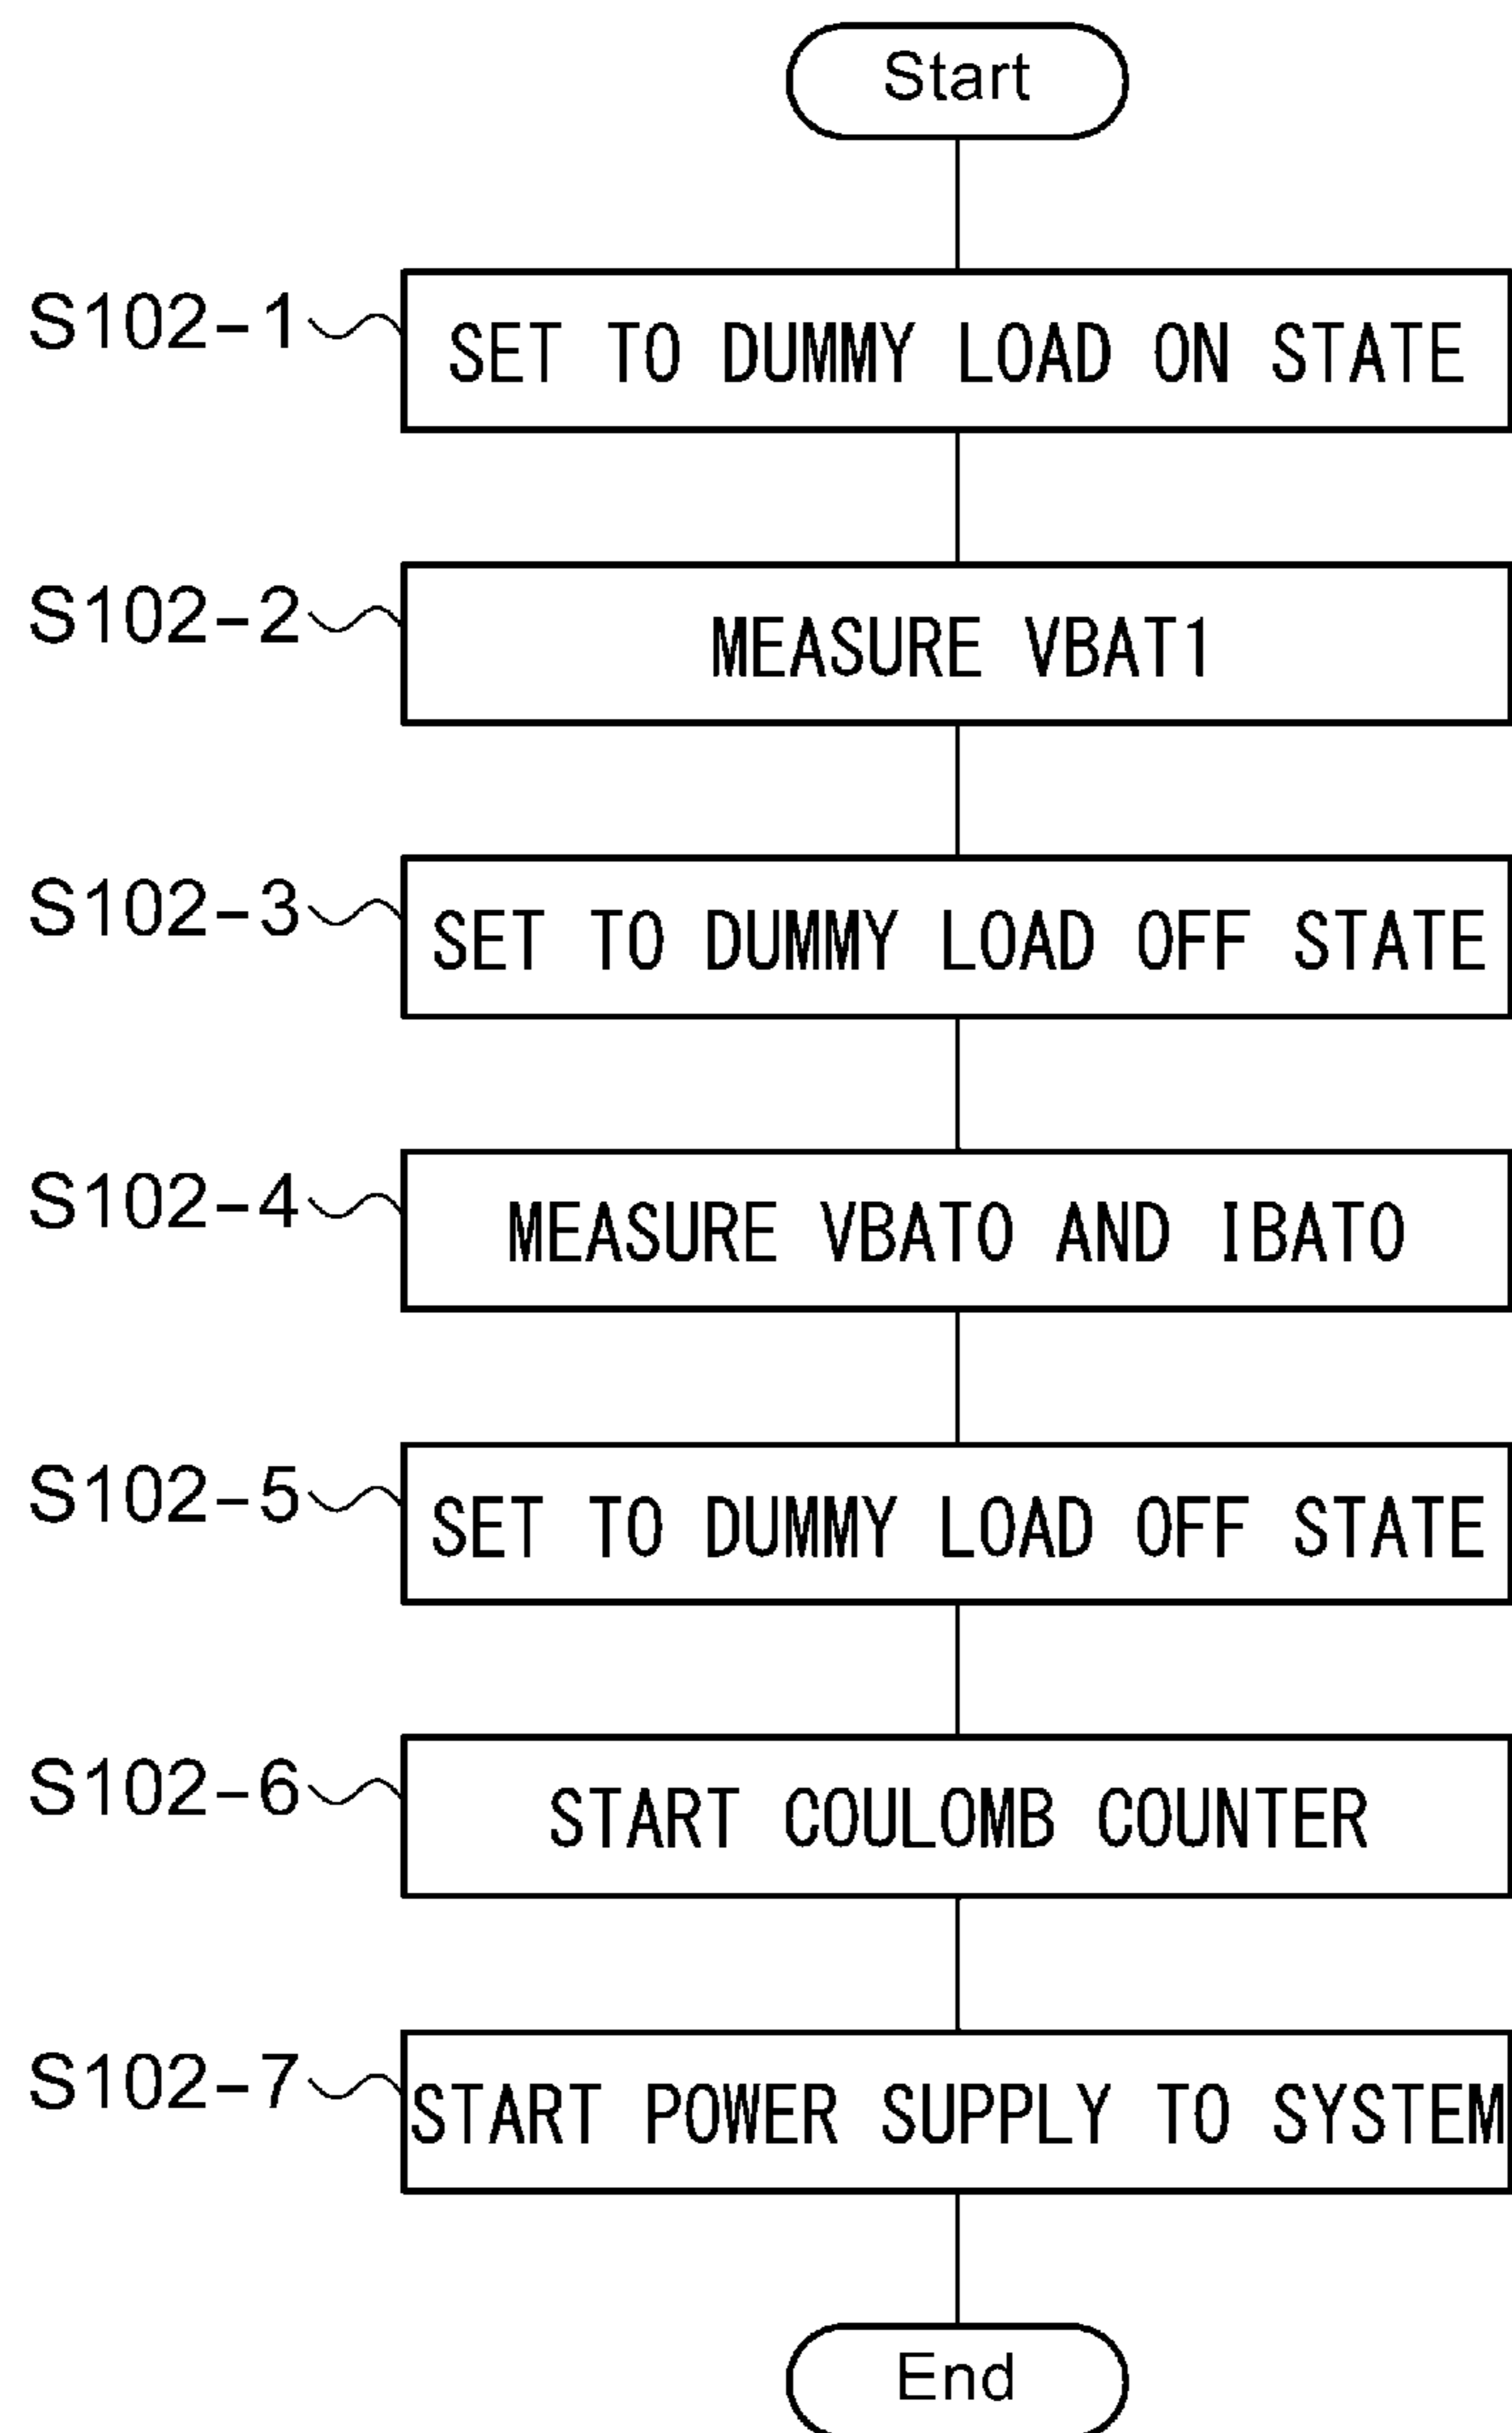 Start
S102-1
SET TO DUMMY LOAD ON STATE
S102-2
MEASURE VBAT1
S102-3
SET TO DUMMY LOAD OFF STATE
S102-4
MEASURE VBAT0 AND IBAT0
S102-5
SET TO DUMMY LOAD OFF STATE
S102-6
START COULOMB COUNTER
S102-7
START POWER SUPPLY TO SYSTEM
End